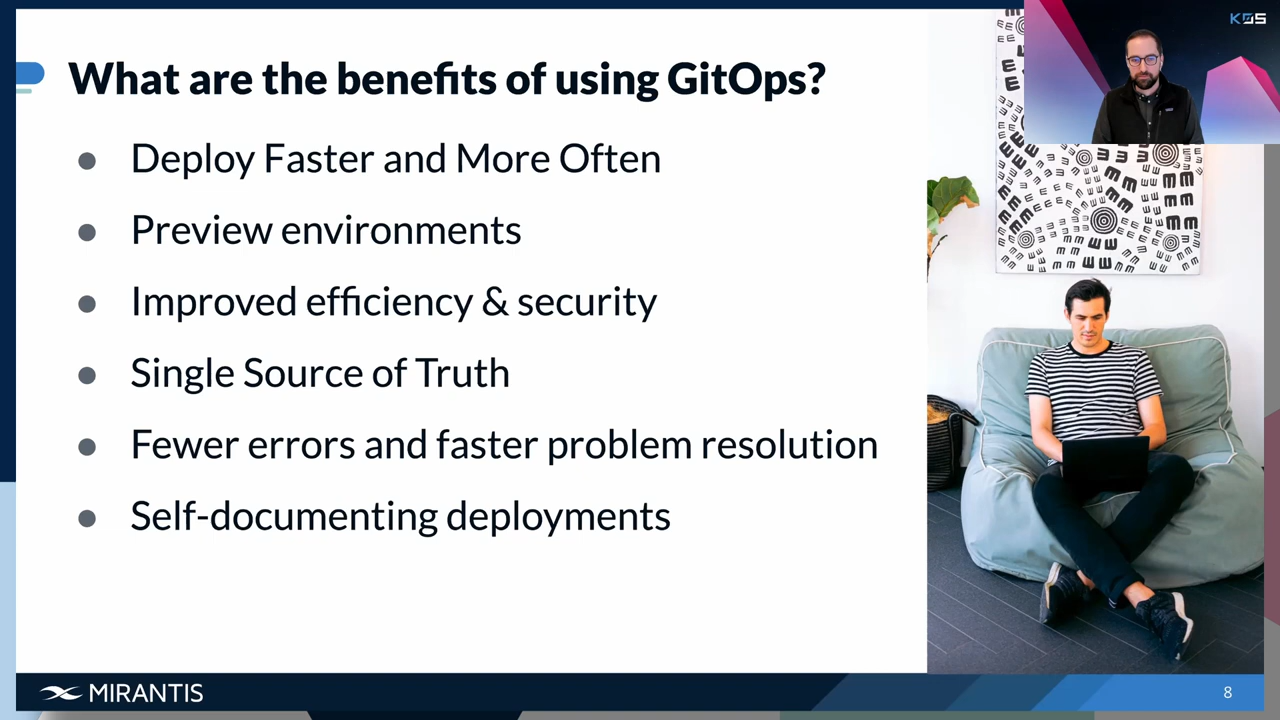 K0S
What are the benefits of using GitOps?
● Deploy Faster and More Often
● Preview environments
● Improved efficiency & security
● Single Source of Truth
● Fewer errors and faster problem resolution
● Self-documenting deployments
MIRANTIS
8